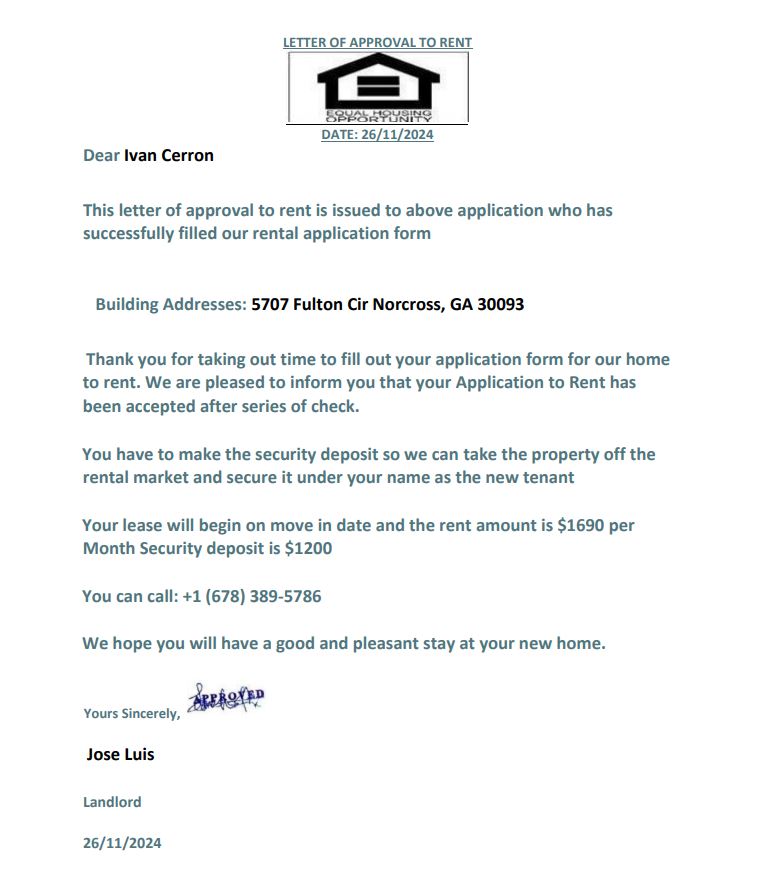 LETTER OF APPROVAL TO RENT
EQUAL HOUSING
OPPORTUNITY
DATE: 26/11/2024
Dear Ivan Cerron
This letter of approval to rent is issued to above application who has
successfully filled our rental application form
Building Addresses: 5707 Fulton Cir Norcross, GA 30093
Thank you for taking out time to fill out your application form for our home
to rent. We are pleased to inform you that your Application to Rent has
been accepted after series of check.
You have to make the security deposit so we can take the property off the
rental market and secure it under your name as the new tenant
Your lease will begin on move in date and the rent amount is $1690 per
Month Security deposit is $1200
You can call: +1 (678) 389-5786
We hope you will have a good and pleasant stay at your new home.
APPROVED
Yours Sincerely,
Jose Luis
Landlord
26/11/2024